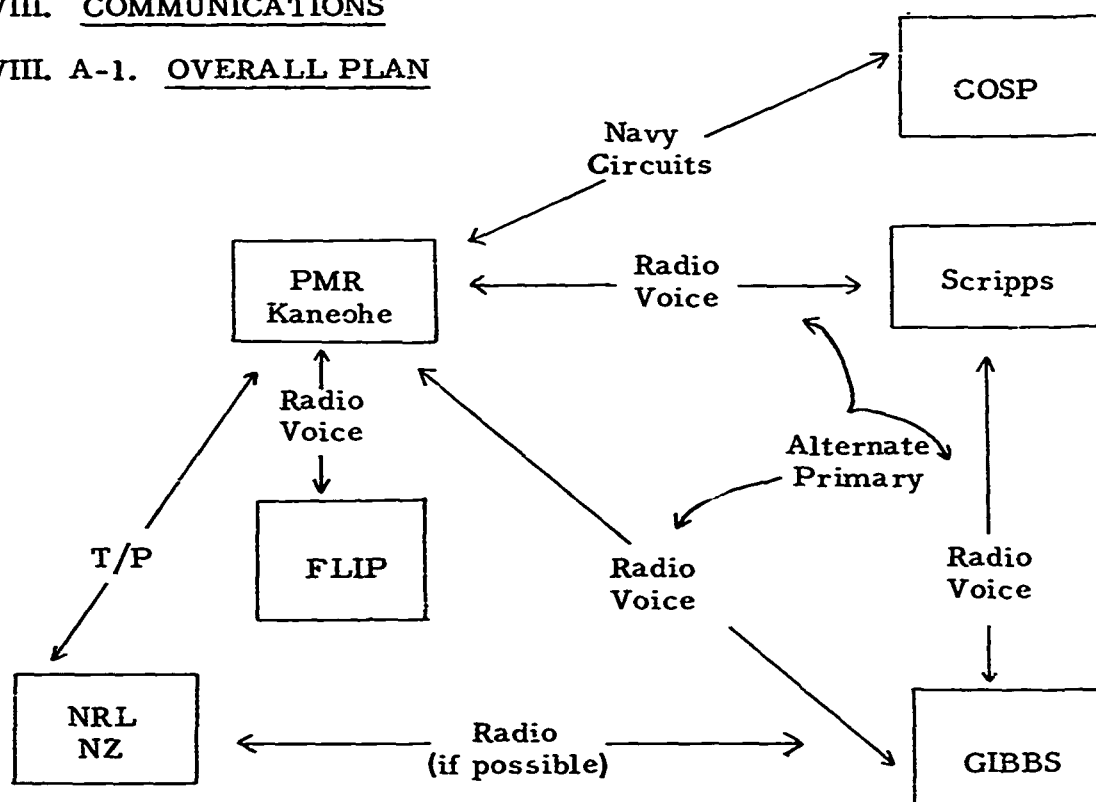 VIII. COMMUNICATIONS
VIII. A-1. OVERALL PLAN
COSP
Navy
Circuits
PMR
Kaneohe
Radio
Voice
Scripps
Radio
Voice
Alternate
Primary
T/P
FLIP
Radio
Voice
Radio
Voice
NRL
NZ
Radio
(if possible)
GIBBS